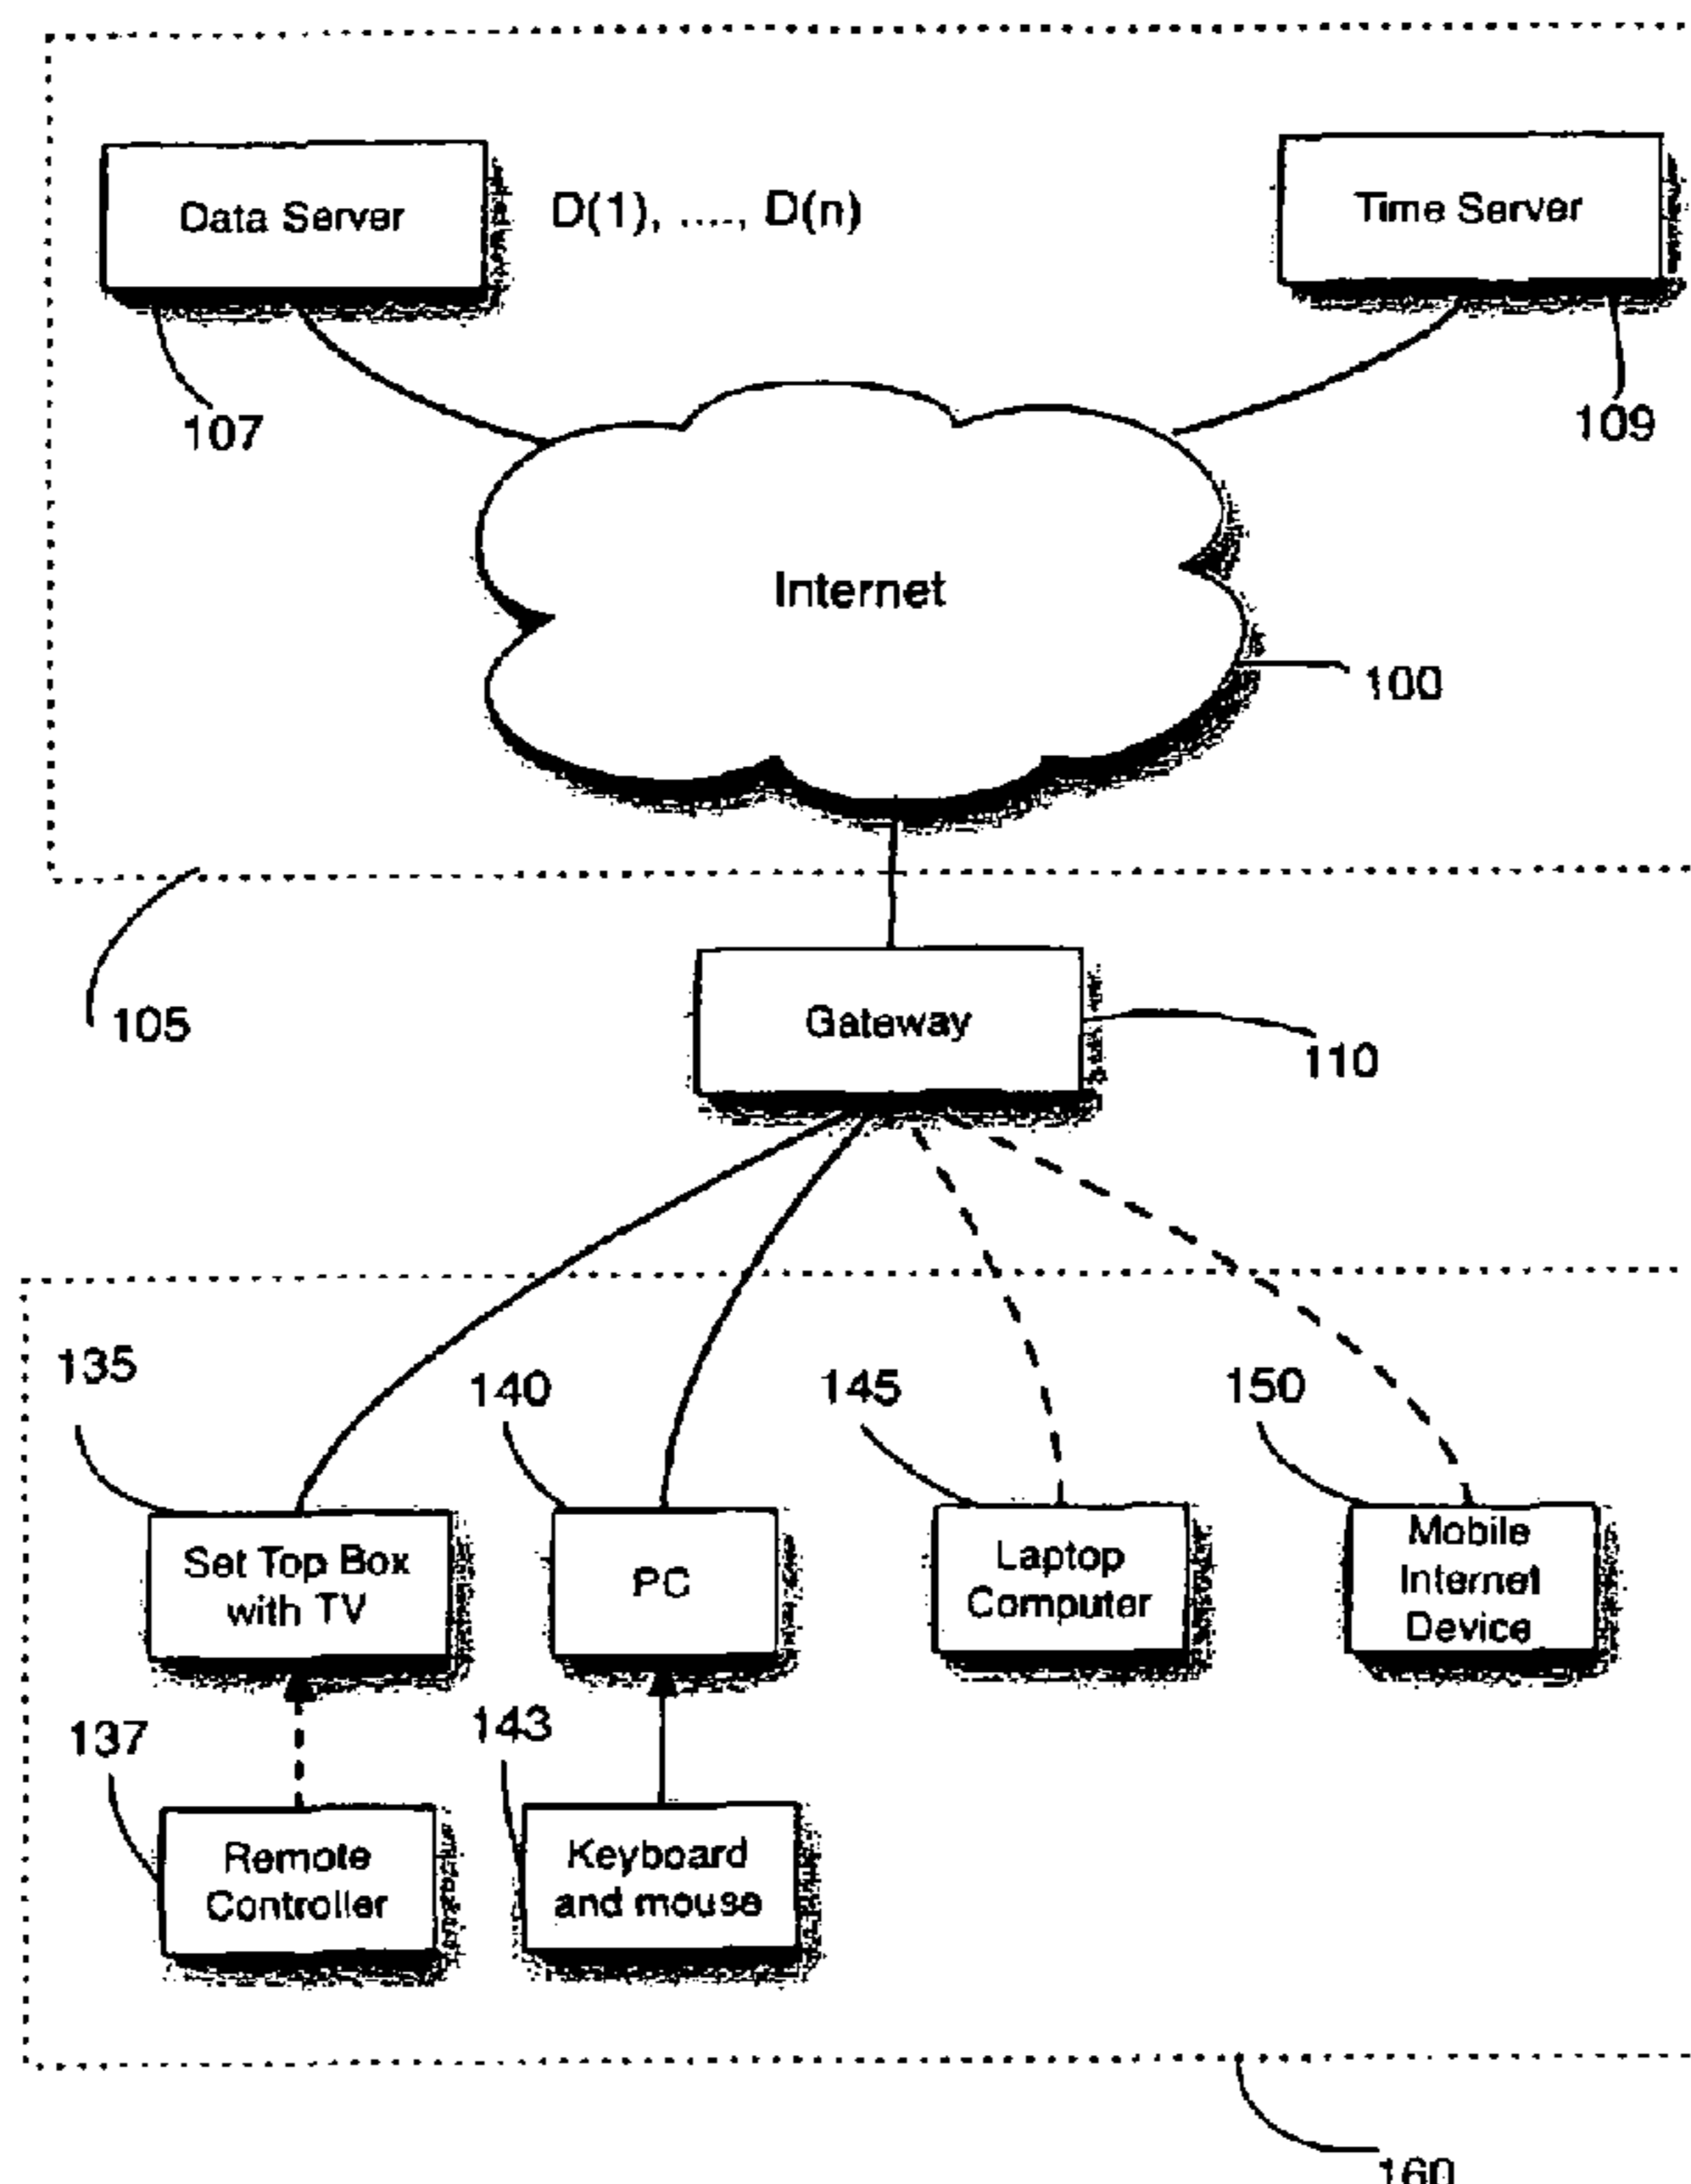 Data Server
D(1), ...., D(n)
Time Server
107
109
Internet
100
105
Gateway
110
135
140
145
150
Set Top Box
with TV
PC
Laptop
Computer
Mobile
Internet
Device
137
143
Remote
Controller
Keyboard
and mouse
160